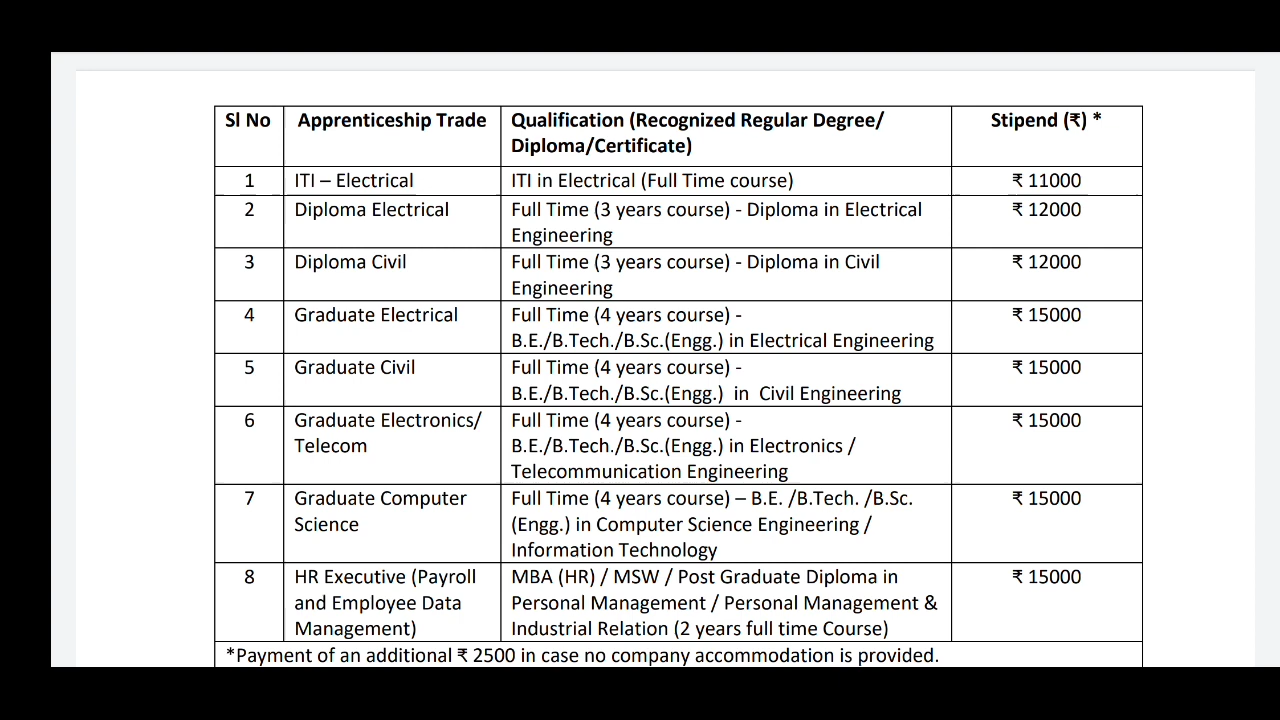 Sl No Apprenticeship Trade Qualification (Recognized Regular Degree/ Stipend (₹) *
Diploma/Certificate)
1 ITI – Electrical ITI in Electrical (Full Time course) ₹ 11000
2 Diploma Electrical Full Time (3 years course) - Diploma in Electrical ₹ 12000
Engineering
3 Diploma Civil Full Time (3 years course) - Diploma in Civil ₹ 12000
Engineering
4 Graduate Electrical Full Time (4 years course) - ₹ 15000
B.E./B.Tech./B.Sc.(Engg.) in Electrical Engineering
5 Graduate Civil Full Time (4 years course) - ₹ 15000
B.E./B.Tech./B.Sc.(Engg.) in Civil Engineering
6 Graduate Electronics/ Full Time (4 years course) - ₹ 15000
Telecom B.E./B.Tech./B.Sc.(Engg.) in Electronics /
Telecommunication Engineering
7 Graduate Computer Full Time (4 years course) – B.E. /B.Tech. /B.Sc. ₹ 15000
Science (Engg.) in Computer Science Engineering /
Information Technology
8 HR Executive (Payroll MBA (HR) / MSW / Post Graduate Diploma in ₹ 15000
and Employee Data Personal Management / Personal Management &
Management) Industrial Relation (2 years full time Course)
*Payment of an additional ₹ 2500 in case no company accommodation is provided.